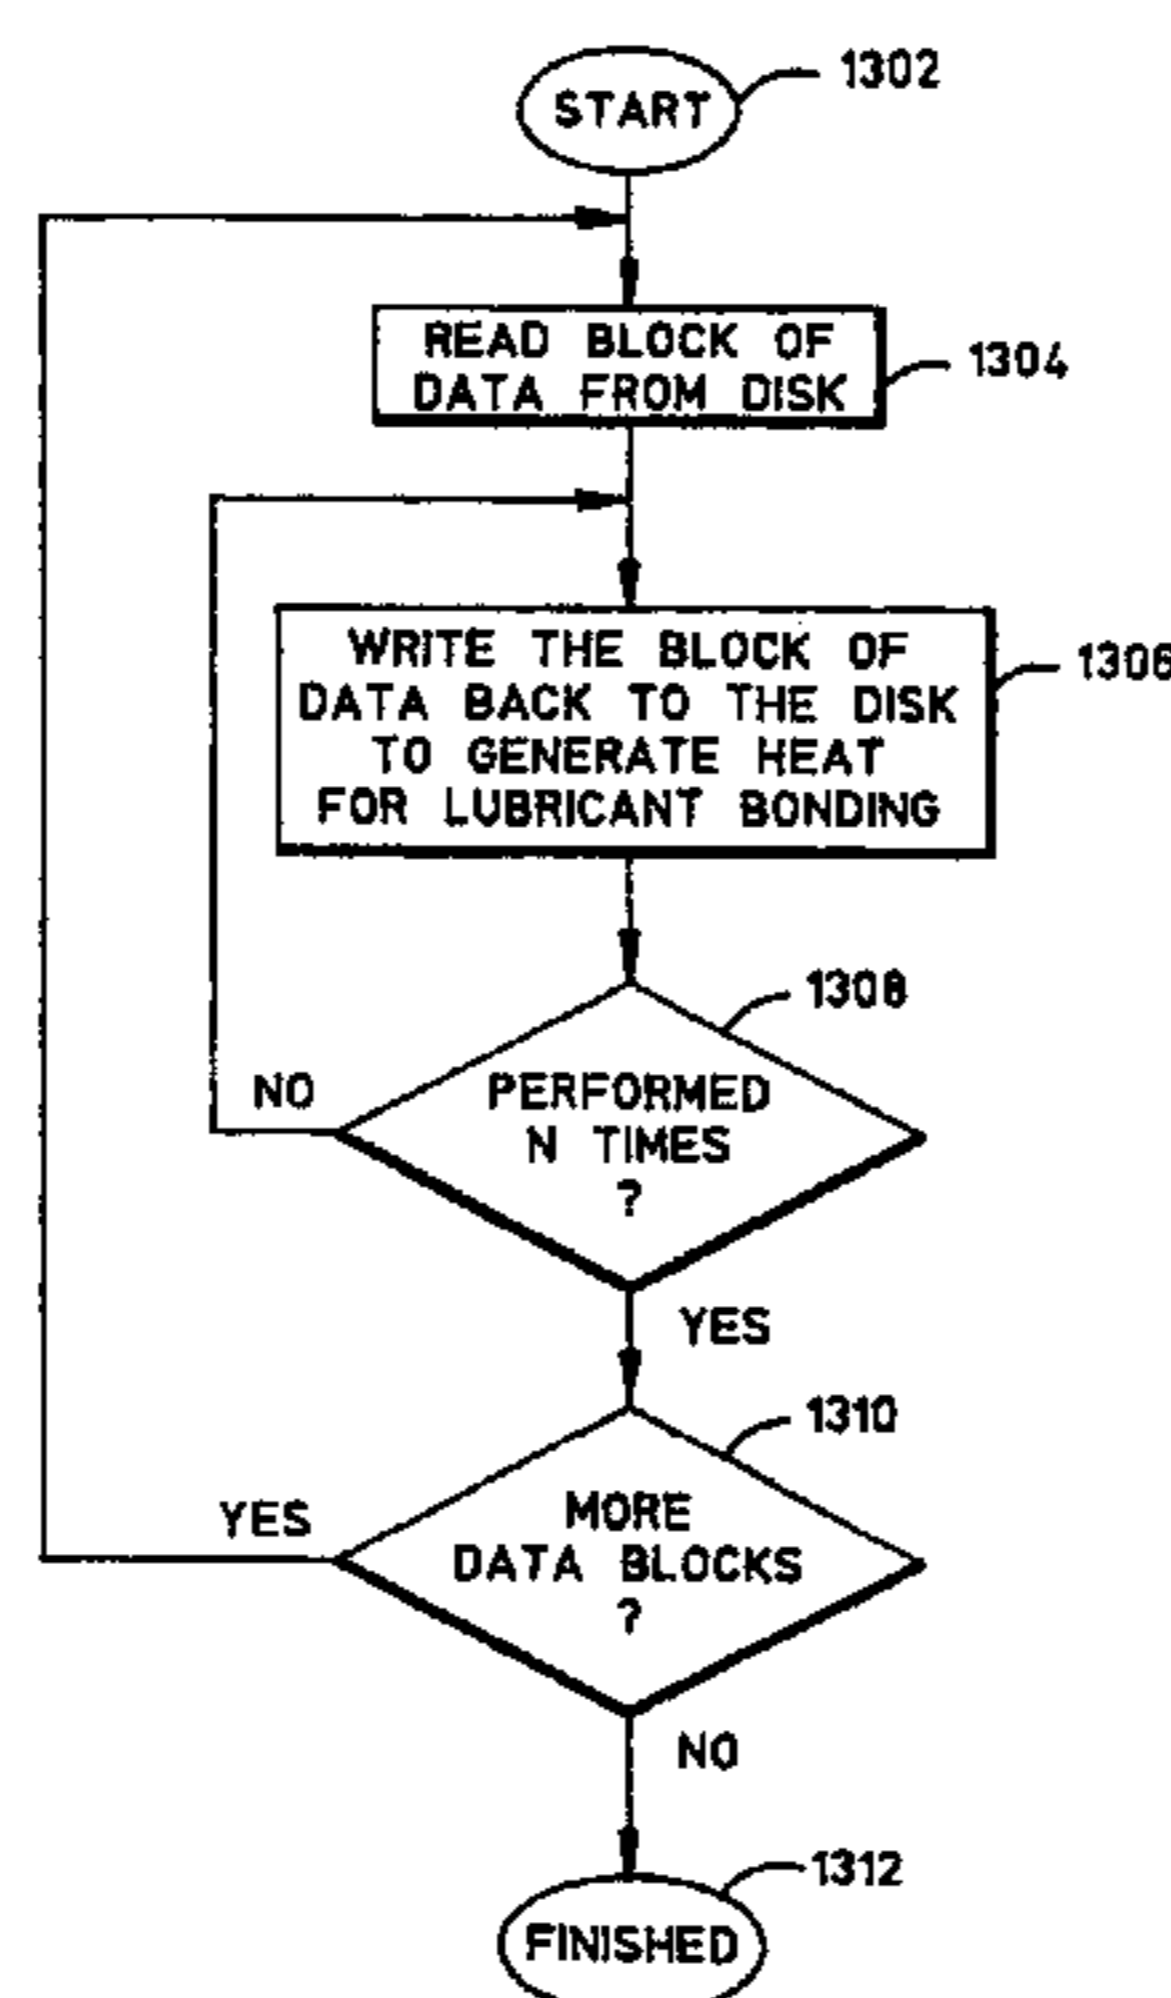 START
1302
READ BLOCK OF
DATA FROM DISK
1304
WRITE THE BLOCK OF
DATA BACK TO THE DISK
TO GENERATE HEAT
FOR LUBRICANT BONDING
1306
1308
NO
PERFORMED
N TIMES
?
YES
1310
YES
MORE
DATA BLOCKS
?
NO
1312
FINISHED